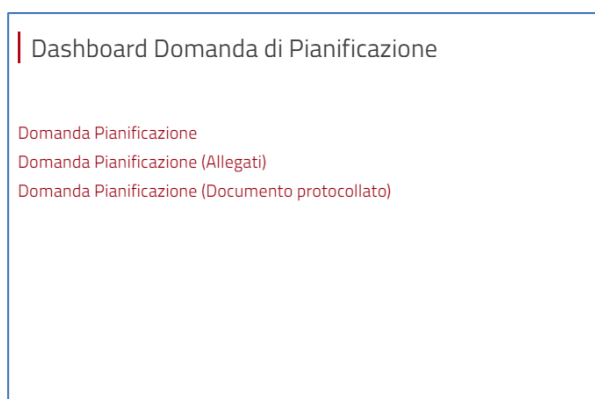 Dashboard Domanda di Pianificazione
Domanda Pianificazione
Domanda Pianificazione (Allegati)
Domanda Pianificazione (Documento protocollato)